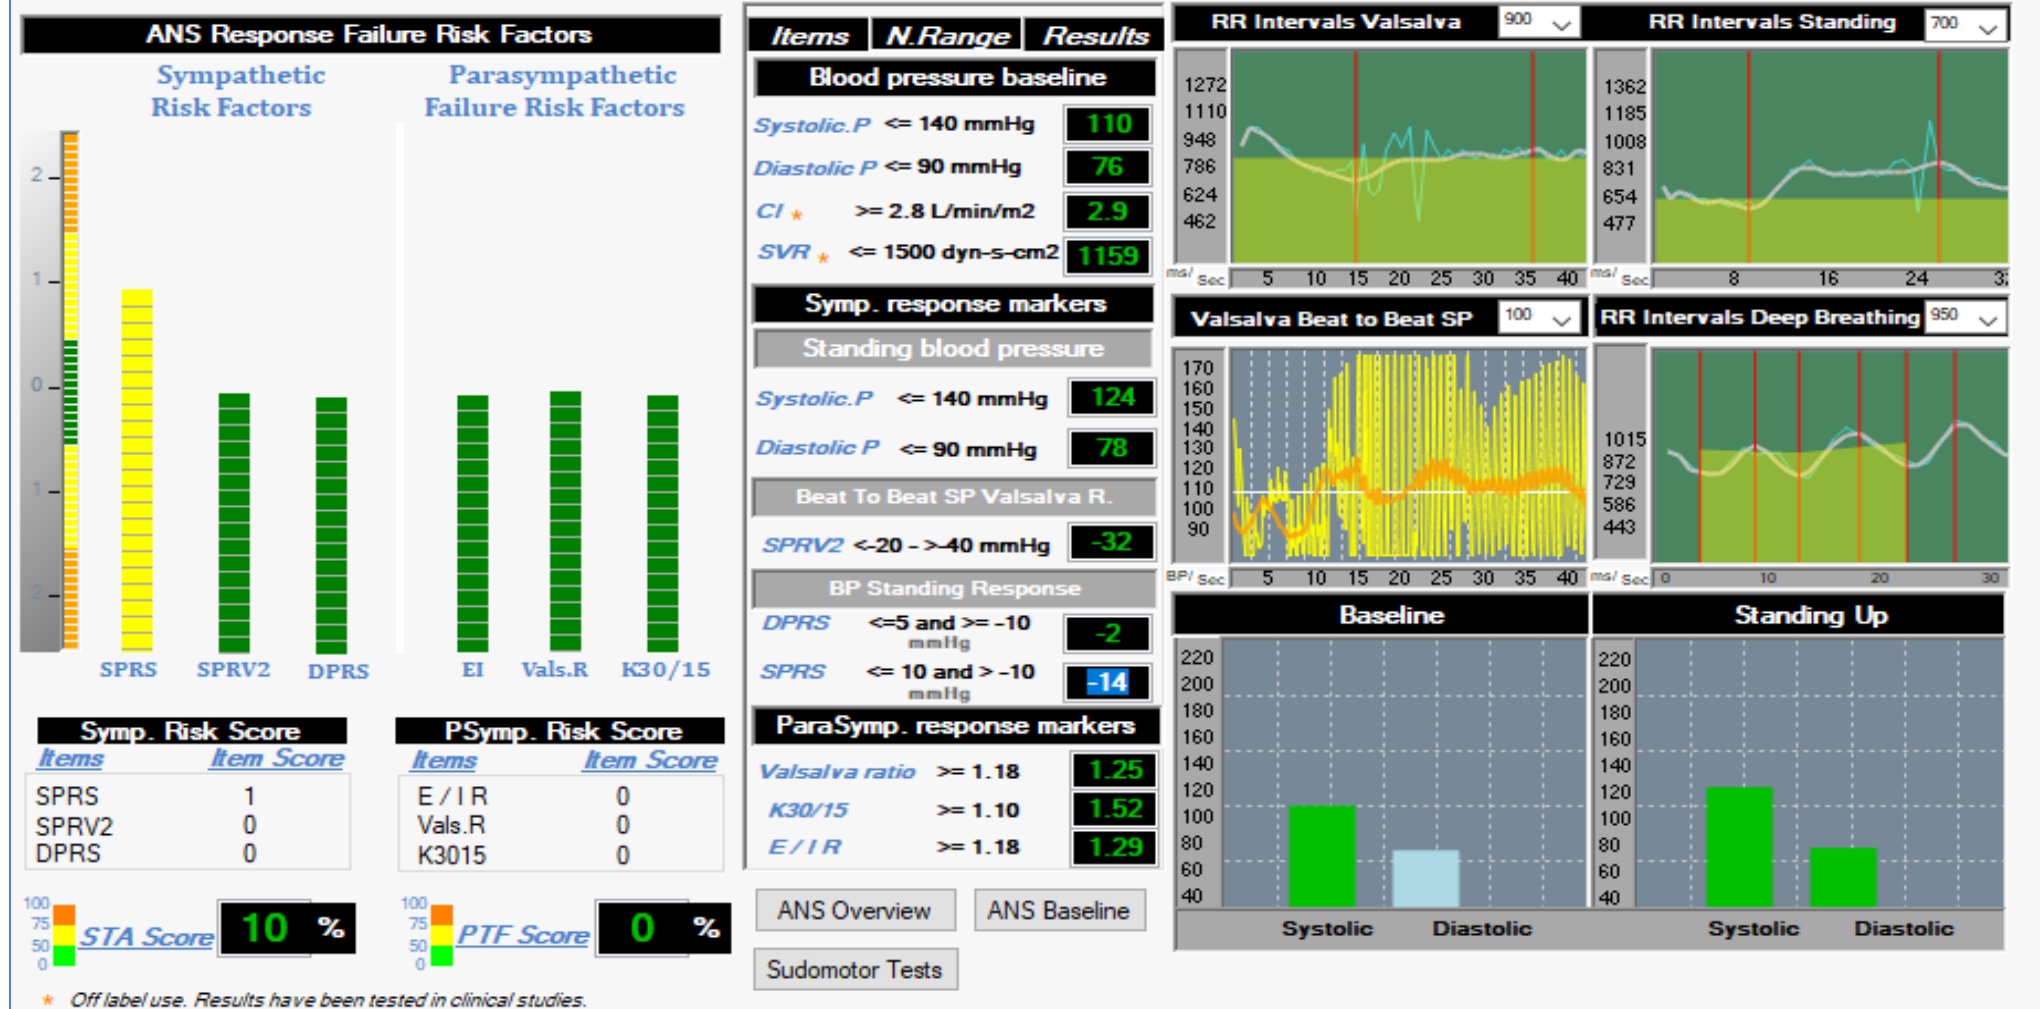 ANS Response Failure Risk Factors
Sympathetic
Risk Factors
Parasympathetic
Failure Risk Factors
2
1
0
1
2
SPRS SPRV2 DPRS
EI Vals.R K30/15
Symp. Risk Score
Items Item Score
SPRS 1
SPRV2 0
DPRS 0
PSymp. Risk Score
Items Item Score
E / I R 0
Vals.R 0
K3015 0
100
75
50
0
STA Score 10 %
100
75
50
0
PTF Score 0 %
* Off label use. Results have been tested in clinical studies.
Items N.Range Results
Blood pressure baseline
Systolic.P <= 140 mmHg 110
Diastolic P <= 90 mmHg 76
CI * >= 2.8 L/min/m2 2.9
SVR * <= 1500 dyn-s-cm2 1159
Symp. response markers
Standing blood pressure
Systolic.P <= 140 mmHg 124
Diastolic P <= 90 mmHg 78
Beat To Beat SP Valsalva R.
SPRV2 <-20 - >-40 mmHg -32
BP Standing Response
DPRS <=5 and >= -10 -2
mmHg
SPRS <= 10 and > -10 -14
mmHg
ParaSymp. response markers
Valsalva ratio >= 1.18 1.25
K30/15 >= 1.10 1.52
E / I R >= 1.18 1.29
ANS Overview ANS Baseline
Sudomotor Tests
RR Intervals Valsalva 900
1272
1110
948
786
624
462
ms/ Sec 5 10 15 20 25 30 35 40
RR Intervals Standing 700
1362
1185
1008
831
654
477
ms/ Sec 8 16 24
Valsalva Beat to Beat SP 100
170
160
150
140
130
120
110
100
90
BP/ Sec 5 10 15 20 25 30 35 40
RR Intervals Deep Breathing 950
1015
872
729
586
443
ms/ Sec 0 10 20 30
Baseline
220
200
180
160
140
120
100
80
60
40
Systolic Diastolic
Standing Up
220
200
180
160
140
120
100
80
60
40
Systolic Diastolic